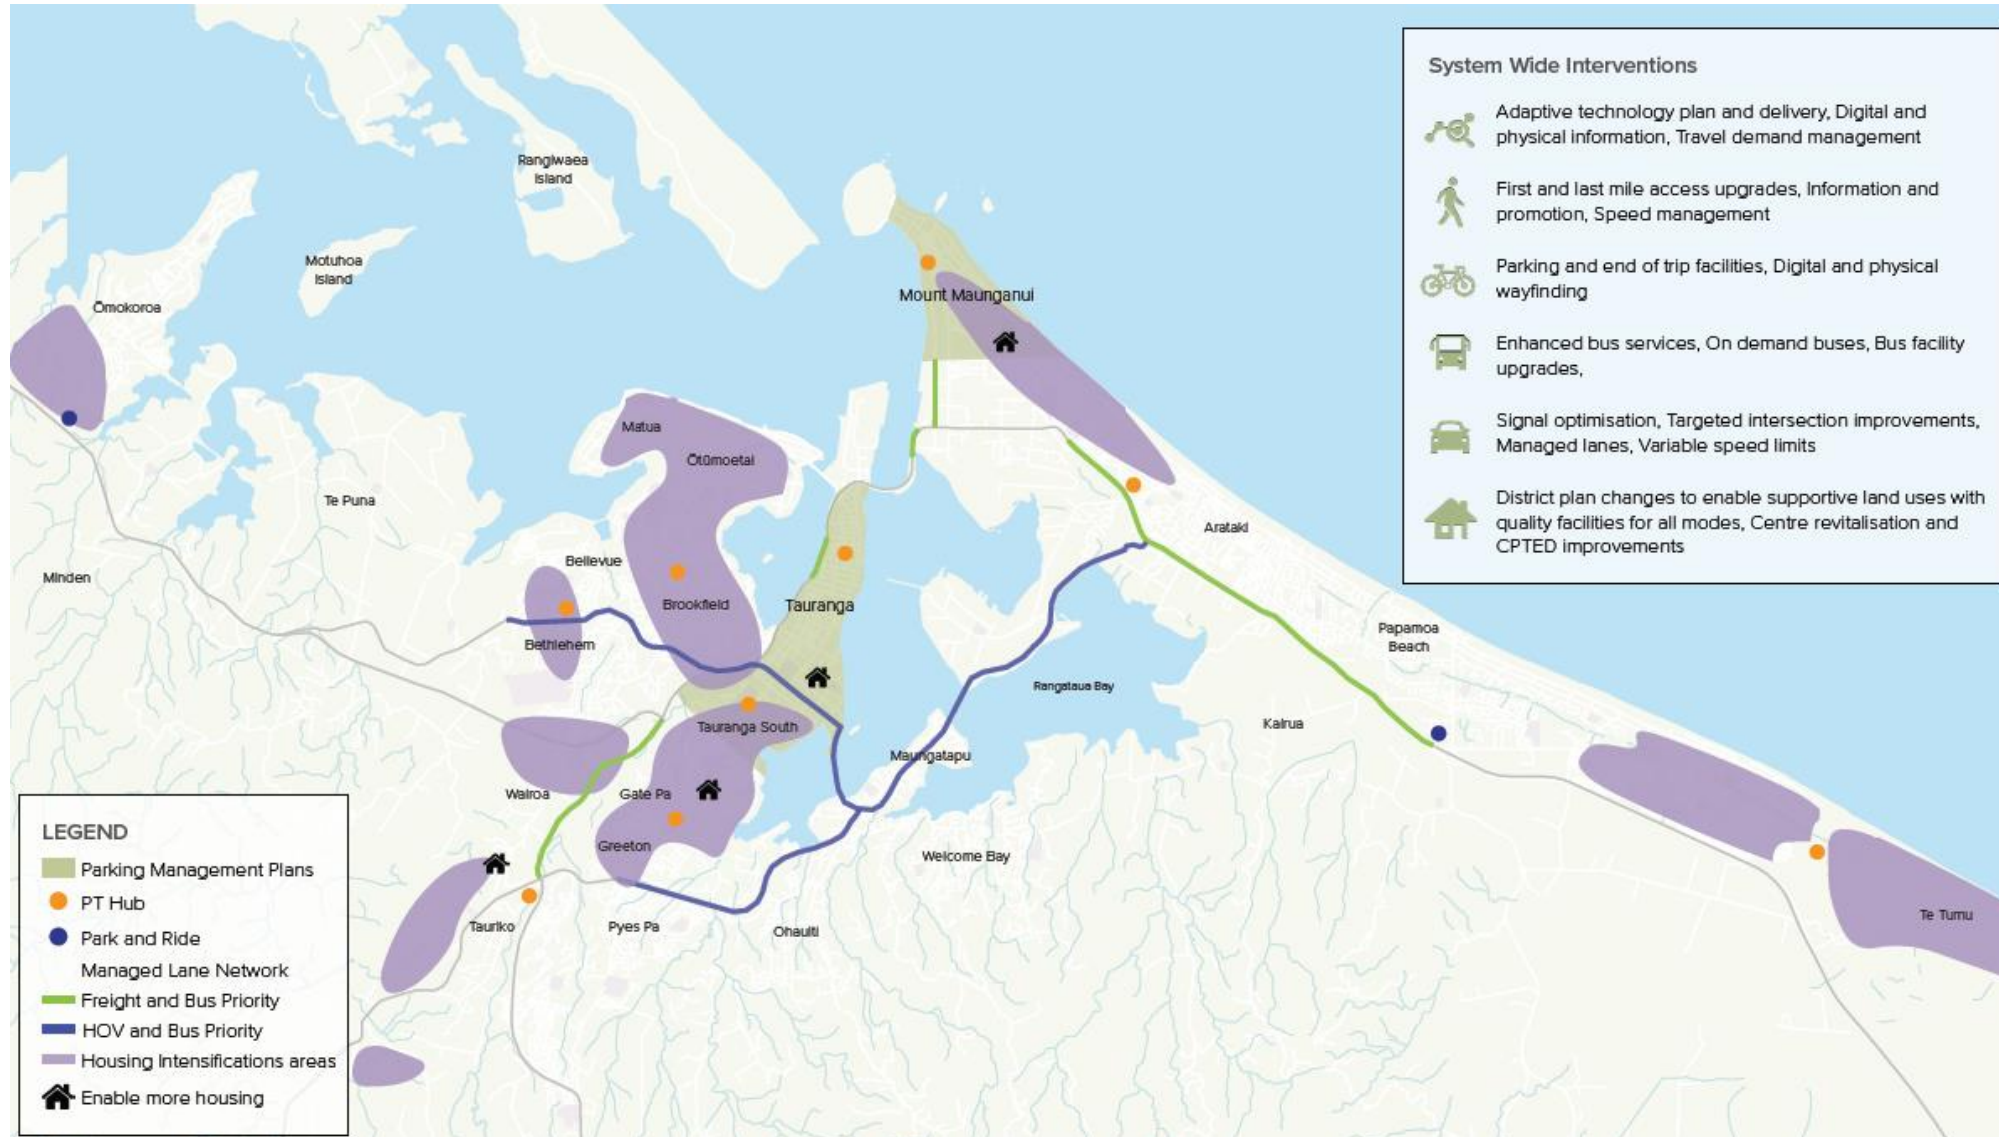 System Wide Interventions
Adaptive technology plan and delivery, Digital and
physical information, Travel demand management
First and last mile access upgrades, Information and
promotion, Speed management
Parking and end of trip facilities, Digital and physical
wayfinding
Enhanced bus services, On demand buses, Bus facility
upgrades,
Signal optimisation, Targeted intersection improvements,
Managed lanes, Variable speed limits
District plan changes to enable supportive land uses with
quality facilities for all modes, Centre revitalisation and
CPTED improvements
Rangiwaea
Island
Motuhoa
Island
Ōmokoroa
Mount Maunganui
Matua
Ōtūmoetai
Te Puna
Arataki
Bellevue
Minden
Brookfield
Tauranga
Papamoa
Beach
Bethlehem
Rangataua Bay
Tauranga South
Kairua
Maungatapu
Wairoa
Gate Pa
Greeton
Welcome Bay
Tauriko
Pyes Pa
Ohauiti
Te Tumu
LEGEND
Parking Management Plans
PT Hub
Park and Ride
Managed Lane Network
Freight and Bus Priority
HOV and Bus Priority
Housing Intensifications areas
Enable more housing